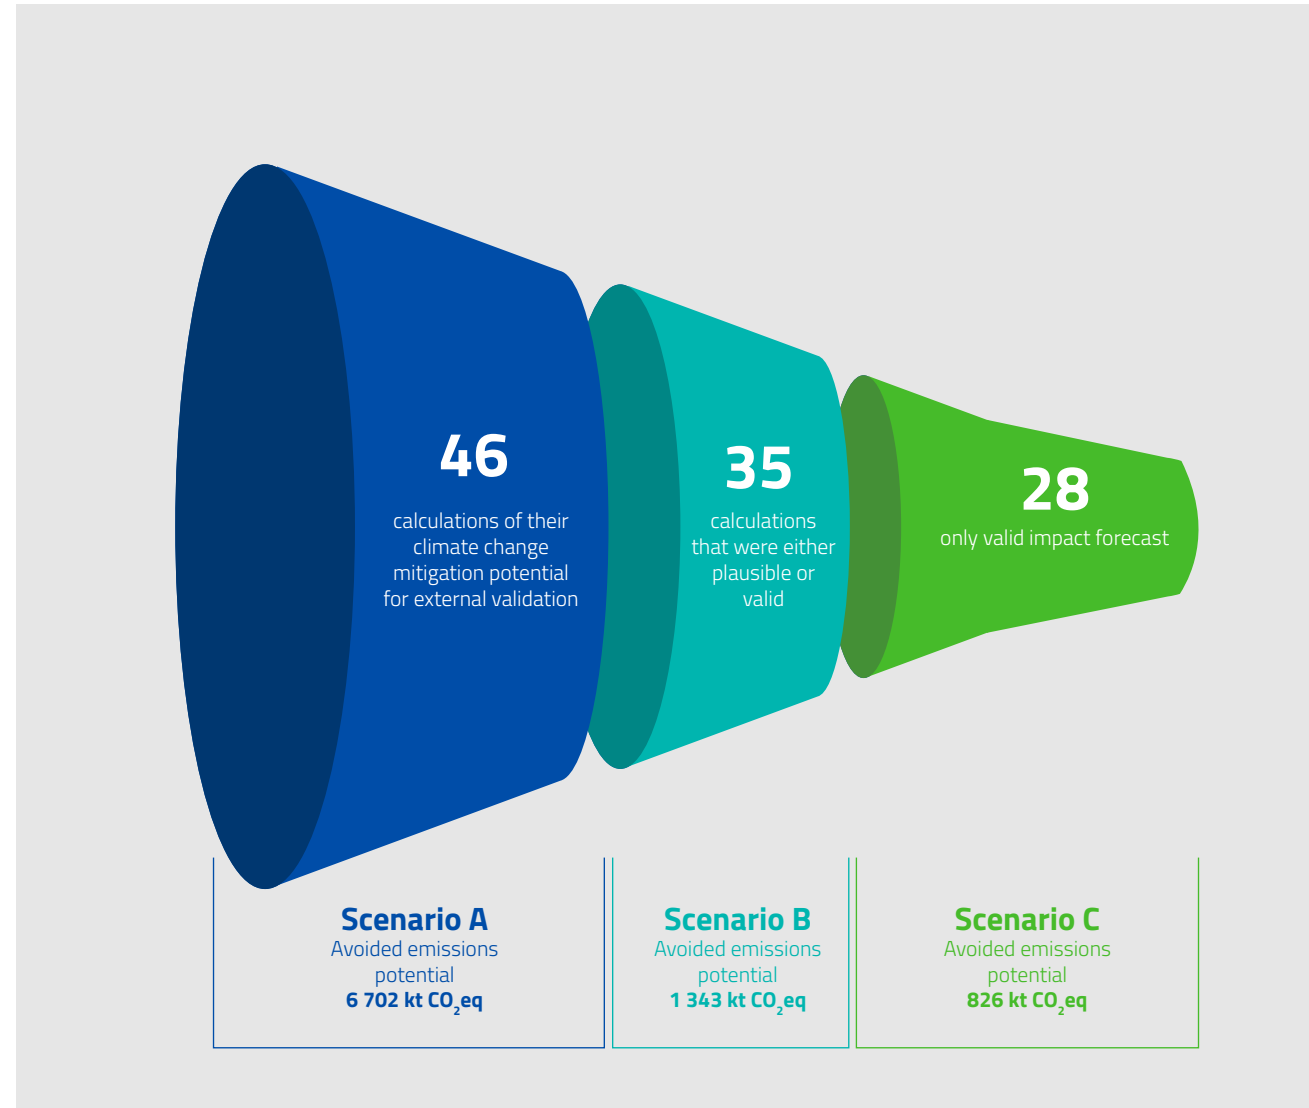 46
calculations of their
climate change
mitigation potential
for external validation
35
calculations
that were either
plausible or
valid
28
only valid impact forecast
Scenario A
Avoided emissions
potential
6 702 kt CO₂eq
Scenario B
Avoided emissions
potential
1 343 kt CO₂eq
Scenario C
Avoided emissions
potential
826 kt CO₂eq